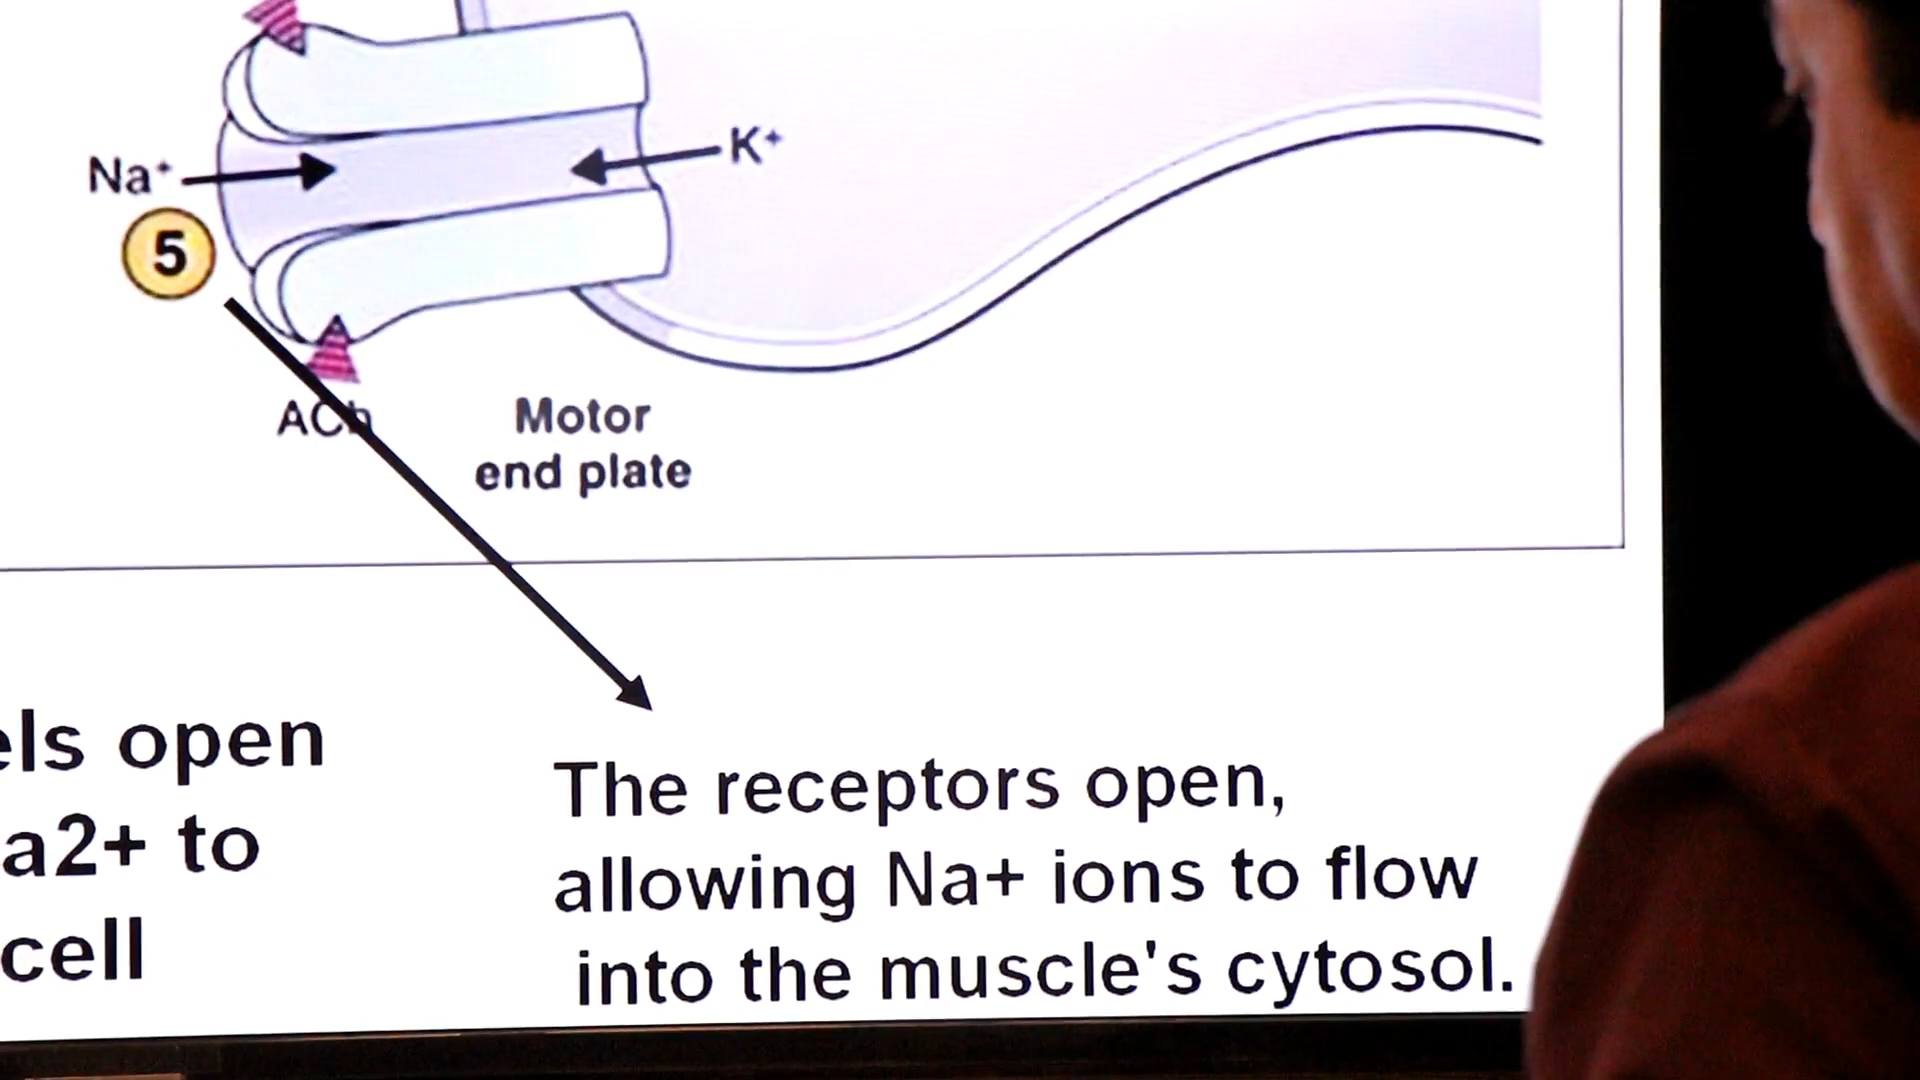 Na⁺
K⁺
5
ACh
Motor
end plate
els open
a2+ to
cell
The receptors open,
allowing Na+ ions to flow
into the muscle's cytosol.